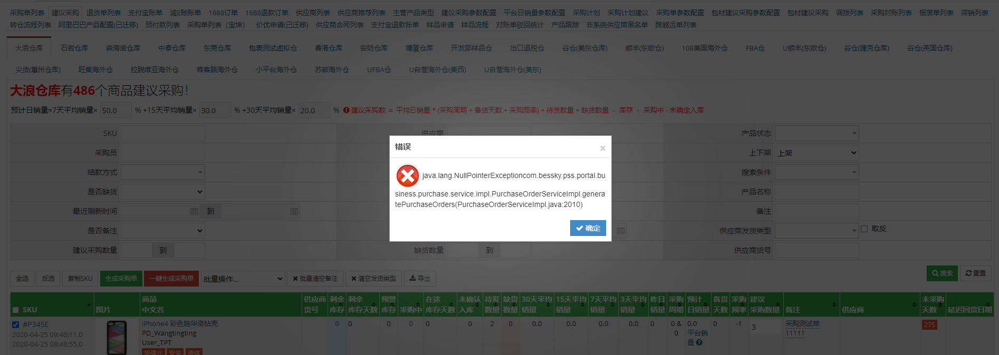 采购单列表 建议采购 退货单列表 支付宝账单 诚E赊账单 1688订单 1688退款订单 供应商列表 供应商推荐列表 主营产品类型 建议采购参数配置 平台日销量参数配置 采购计划 采购计划建议 采购单参数配置 包材建议采购参数配置 包材建议采购 调拨列表 采购对账列表 报废单列表 滞销列表
转仓流程列表 阿里巴巴产品配置(已迁移) 预付款列表 采购单列表（宝坤） 价优申请(已迁移) 供应商合同列表 支付宝退款账单 样品申请 样品流程 对账单驳回统计 产品跟踪 非系统供应商黑名单 跨越运单列表
大浪仓库 石岩仓库 森海诺仓库 中泰仓库 东莞仓库 包裹测试虚拟仓 香港仓库 安防仓库 塘厦仓库 开发部样品仓 出口退税仓 谷仓(美东仓库) 顺丰(东欧仓) 108美国海外仓 FBA仓 U顺丰(东欧仓) 谷仓(捷克仓库) 谷仓(英国仓库)
尖货(惠州仓库) 旺集海外仓 拉脱维亚海外仓 唯客路海外仓 小平台海外仓 苏邮海外仓 UFBA仓 U自营海外仓(美西) U自营海外仓(美东)
大浪仓库有486个商品建议采购！
预计日销量=7天平均销量× 50.0 % +15天平均销量× 30.0 % +30天平均销量× 20.0 % 建议采购数 = 平均日销量 * (采购周期 + 备货天数 + 采购频率) + 待发数量 + 缺货数量 - 库存 - 采购中 - 未确定入库
SKU 供应商 产品状态
采购员 上下架 上架
结款方式 搜索条件
是否缺货 产品名称
最近刷新时间 到 备注
是否备注 供应商发货类型 取反
建议采购数量 到 缺货数量 到 供应商货号
错误 ×
java.lang.NullPointerExceptioncom.bessky.pss.portal.bu
siness.purchase.service.impl.PurchaseOrderServiceImpl.genera
tePurchaseOrders(PurchaseOrderServiceImpl.java:2010)
确定
全选 反选 复制SKU 生成采购单 一键生成采购单 批量操作... 批量清空备注 清空发货类型 导出 搜索 重置
SKU 图片 商品 中文名 供应商 货号 剩余 库存 剩余 库存天数 预警 库存 采购中 在途 库存天数 未确认 入库 待发 数量 缺货 数量 30天平均 销量 15天平均 销量 7天平均 销量 3天平均 销量 昨日 销量 采购 周期 预计 日销量 备货 天数 采购 频率 建议 采购数量 备注 供应商 未采购 天数 延迟回货日期
#P345E iPhone4 彩色施华洛钻壳 0 0 0 0 0 0 2 0 0.0 0.0 0.0 0.0 0 0 & 0.0 0 -1 3 采购测试单 275
2020-04-25 09:40:11.0 PD_Wangtingting 0 平台销 11111
2020-04-25 08:48:55.0 User_TPT 量
华强北 安采 液体